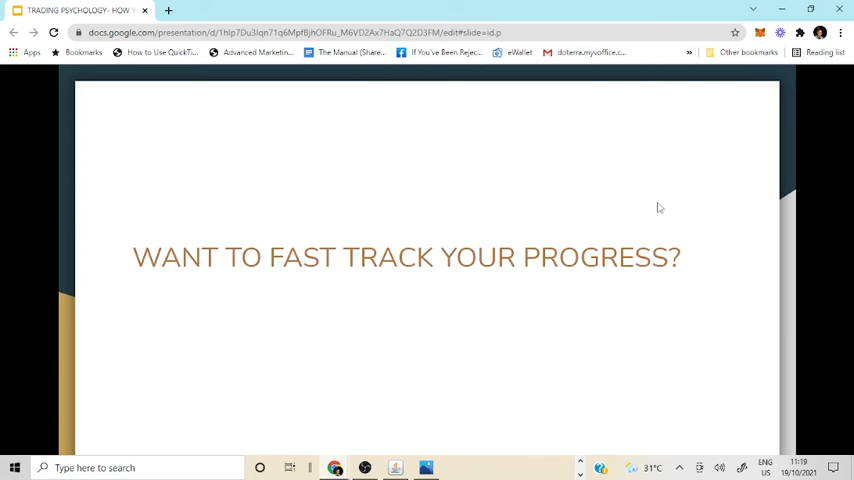 TRADING PSYCHOLOGY- HOW
docs.google.com/presentation/d/1hIp7Du3Iqn71q6MpfBjhOFRu_M6VD2Ax7HaQ7Q2D3FM/edit#slide=id.p
Apps Bookmarks How to Use QuickTi... Advanced Marketin... The Manual (Share... If You've Been Rejec... eWallet doterra.myvoffice.c... » Other bookmarks Reading list
WANT TO FAST TRACK YOUR PROGRESS?
Type here to search 31°C ENG 11:19
US 19/10/2021